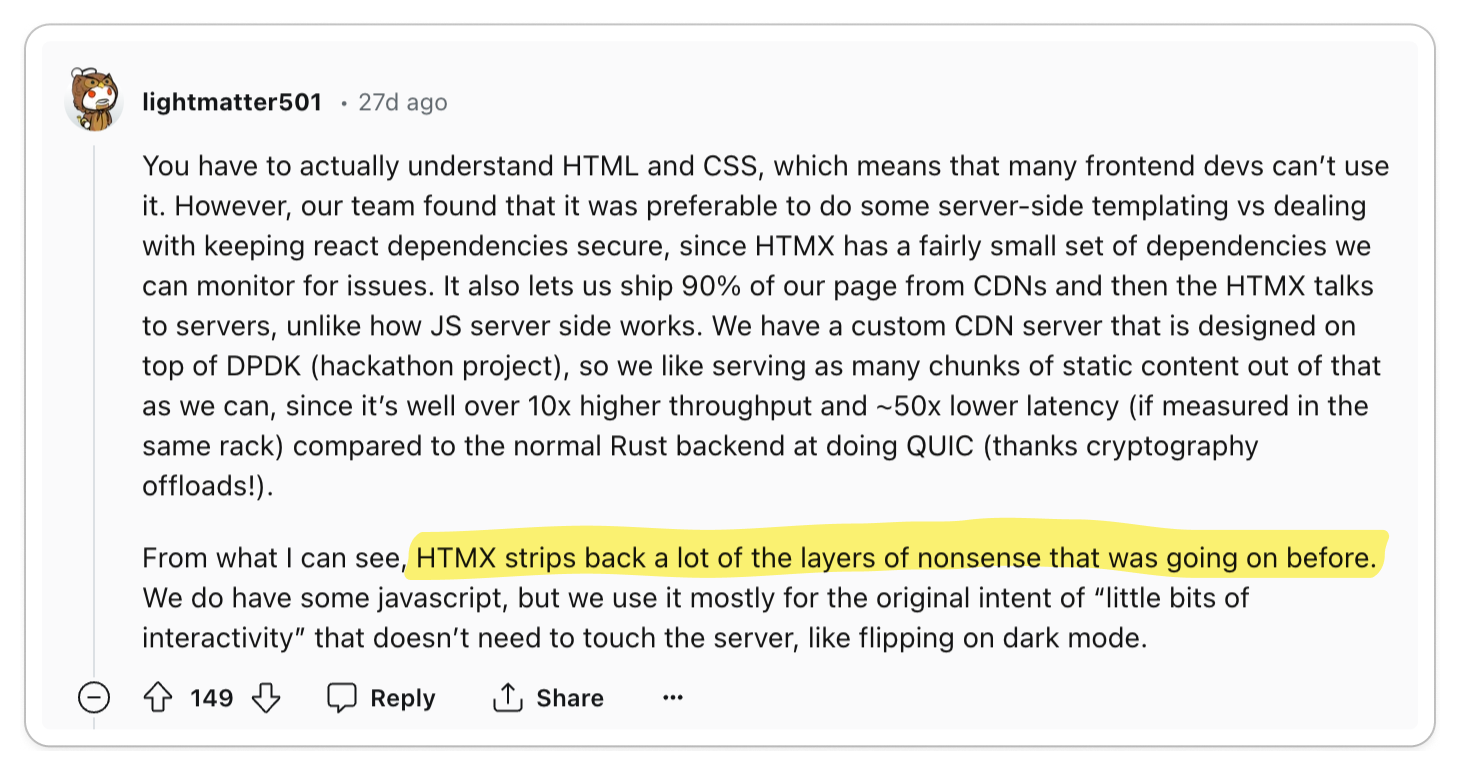 lightmatter501 • 27d ago
You have to actually understand HTML and CSS, which means that many frontend devs can’t use
it. However, our team found that it was preferable to do some server-side templating vs dealing
with keeping react dependencies secure, since HTMX has a fairly small set of dependencies we
can monitor for issues. It also lets us ship 90% of our page from CDNs and then the HTMX talks
to servers, unlike how JS server side works. We have a custom CDN server that is designed on
top of DPDK (hackathon project), so we like serving as many chunks of static content out of that
as we can, since it’s well over 10x higher throughput and ~50x lower latency (if measured in the
same rack) compared to the normal Rust backend at doing QUIC (thanks cryptography
offloads!).
From what I can see, HTMX strips back a lot of the layers of nonsense that was going on before.
We do have some javascript, but we use it mostly for the original intent of “little bits of
interactivity” that doesn’t need to touch the server, like flipping on dark mode.
149 Reply Share ···